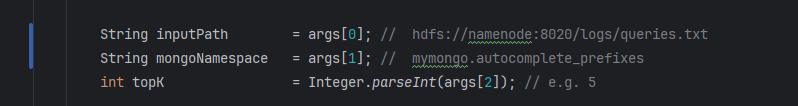 String inputPath        = args[0]; //  hdfs://namenode:8020/logs/queries.txt
String mongoNamespace   = args[1]; //  mymongo.autocomplete_prefixes
int topK                = Integer.parseInt(args[2]); // e.g. 5